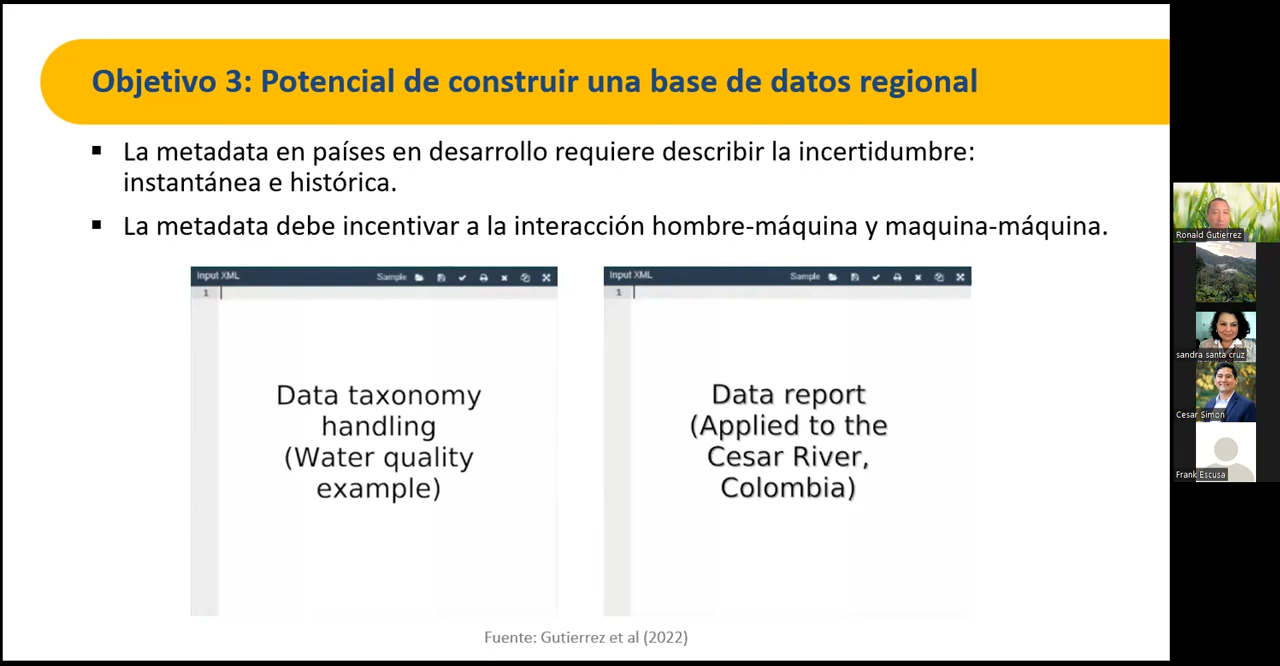 Objetivo 3: Potencial de construir una base de datos regional
▪ La metadata en países en desarrollo requiere describir la incertidumbre:
instantánea e histórica.
▪ La metadata debe incentivar a la interacción hombre-máquina y maquina-máquina.
Input XML Sample
1
Data taxonomy
handling
(Water quality
example)
Input XML Sample
1
Data report
(Applied to the
Cesar River,
Colombia)
Fuente: Gutierrez et al (2022)
Ronald Gutierrez
sandra santa cruz
Cesar Simon
Frank Escusa